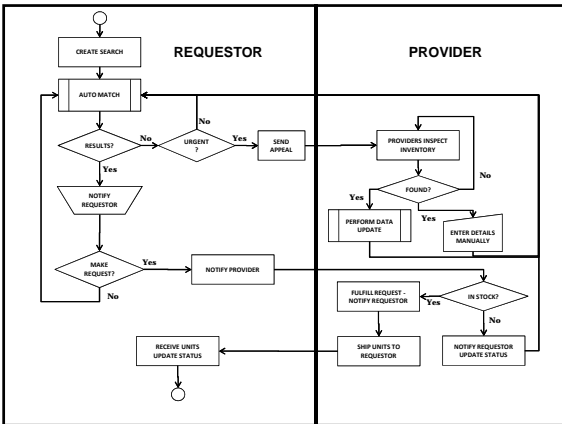 REQUESTOR
PROVIDER
CREATE SEARCH
AUTO MATCH
No
RESULTS?
No
URGENT
?
Yes
SEND
APPEAL
PROVIDERS INSPECT
INVENTORY
No
Yes
FOUND?
Yes
Yes
NOTIFY
REQUESTOR
PERFORM DATA
UPDATE
ENTER DETAILS
MANUALLY
MAKE
REQUEST?
Yes
No
NOTIFY PROVIDER
FULFILL REQUEST -
NOTIFY REQUESTOR
Yes
IN STOCK?
No
RECEIVE UNITS
UPDATE STATUS
SHIP UNITS TO
REQUESTOR
NOTIFY REQUESTOR
UPDATE STATUS